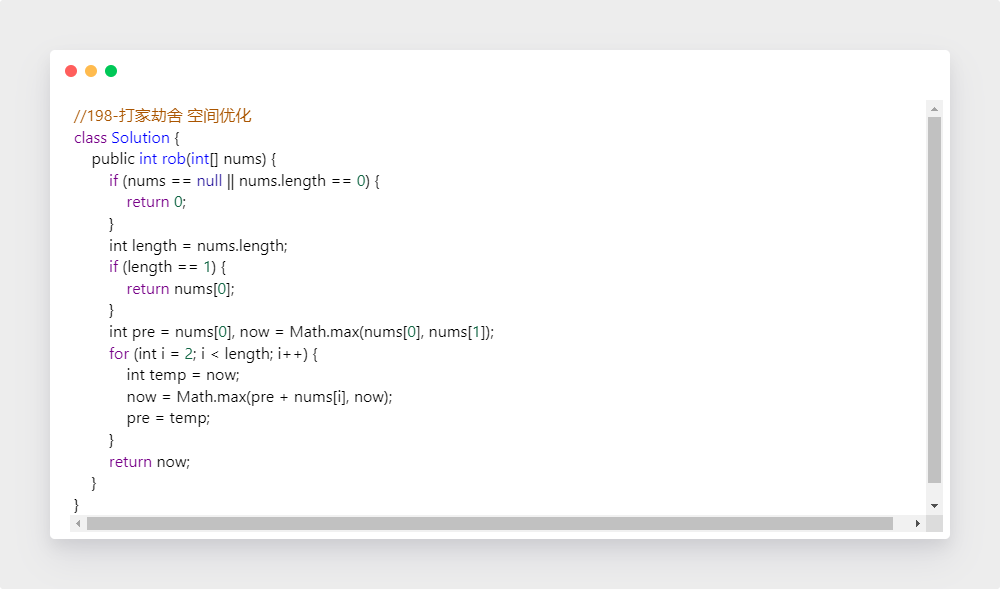 //198-打家劫舍 空间优化
class Solution {
    public int rob(int[] nums) {
        if (nums == null || nums.length == 0) {
            return 0;
        }
        int length = nums.length;
        if (length == 1) {
            return nums[0];
        }
        int pre = nums[0], now = Math.max(nums[0], nums[1]);
        for (int i = 2; i < length; i++) {
            int temp = now;
            now = Math.max(pre + nums[i], now);
            pre = temp;
        }
        return now;
    }
}